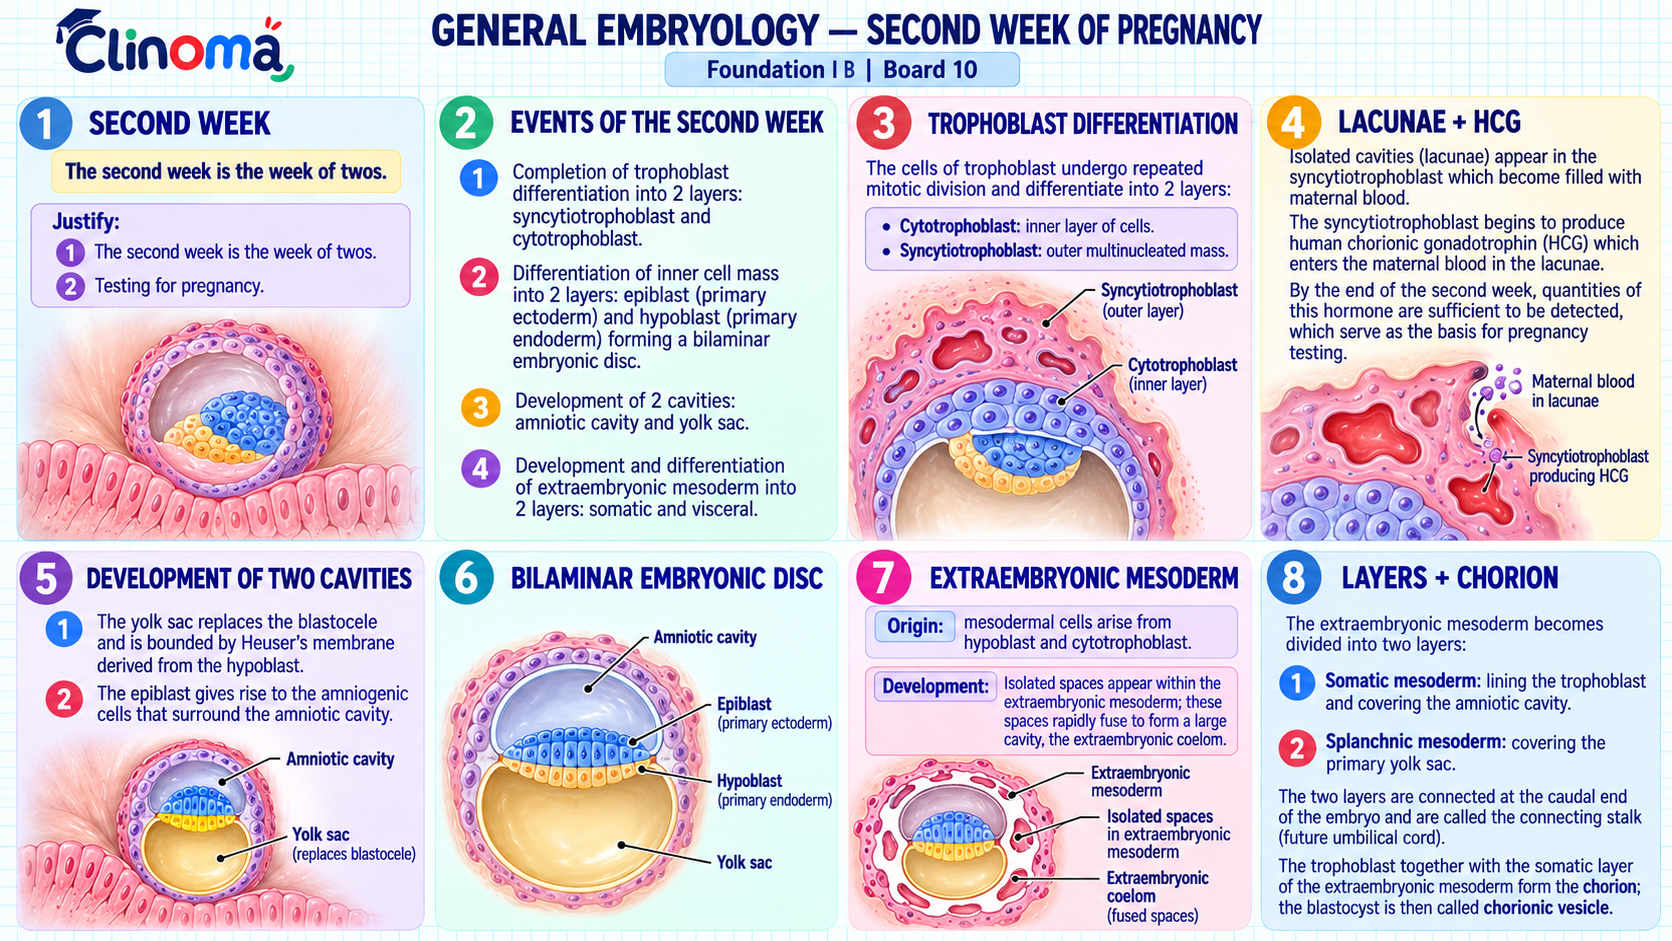 Clinoma
GENERAL EMBRYOLOGY — SECOND WEEK OF PREGNANCY
Foundation I B | Board 10
1 SECOND WEEK
The second week is the week of twos.
Justify:
1 The second week is the week of twos.
2 Testing for pregnancy.
2 EVENTS OF THE SECOND WEEK
1 Completion of trophoblast
differentiation into 2 layers:
syncytiotrophoblast and
cytotrophoblast.
2 Differentiation of inner cell mass
into 2 layers: epiblast (primary
ectoderm) and hypoblast (primary
endoderm) forming a bilaminar
embryonic disc.
3 Development of 2 cavities:
amniotic cavity and yolk sac.
4 Development and differentiation
of extraembryonic mesoderm into
2 layers: somatic and visceral.
3 TROPHOBLAST DIFFERENTIATION
The cells of trophoblast undergo repeated
mitotic division and differentiate into 2 layers:
• Cytotrophoblast: inner layer of cells.
• Syncytiotrophoblast: outer multinucleated mass.
Syncytiotrophoblast
(outer layer)
Cytotrophoblast
(inner layer)
4 LACUNAE + HCG
Isolated cavities (lacunae) appear in the
syncytiotrophoblast which become filled with
maternal blood.
The syncytiotrophoblast begins to produce
human chorionic gonadotrophin (HCG) which
enters the maternal blood in the lacunae.
By the end of the second week, quantities of
this hormone are sufficient to be detected,
which serve as the basis for pregnancy
testing.
Maternal blood
in lacunae
Syncytiotrophoblast
producing HCG
5 DEVELOPMENT OF TWO CAVITIES
1 The yolk sac replaces the blastocele
and is bounded by Heuser's membrane
derived from the hypoblast.
2 The epiblast gives rise to the amniogenic
cells that surround the amniotic cavity.
Amniotic cavity
Yolk sac
(replaces blastocele)
6 BILAMINAR EMBRYONIC DISC
Amniotic cavity
Epiblast
(primary ectoderm)
Hypoblast
(primary endoderm)
Yolk sac
7 EXTRAEMBRYONIC MESODERM
Origin: mesodermal cells arise from
hypoblast and cytotrophoblast.
Development: Isolated spaces appear within the
extraembryonic mesoderm; these
spaces rapidly fuse to form a large
cavity, the extraembryonic coelom.
Extraembryonic
mesoderm
Isolated spaces
in extraembryonic
mesoderm
Extraembryonic
coelom
(fused spaces)
8 LAYERS + CHORION
The extraembryonic mesoderm becomes
divided into two layers:
1 Somatic mesoderm: lining the trophoblast
and covering the amniotic cavity.
2 Splanchnic mesoderm: covering the
primary yolk sac.
The two layers are connected at the caudal end
of the embryo and are called the connecting stalk
(future umbilical cord).
The trophoblast together with the somatic layer
of the extraembryonic mesoderm form the chorion;
the blastocyst is then called chorionic vesicle.